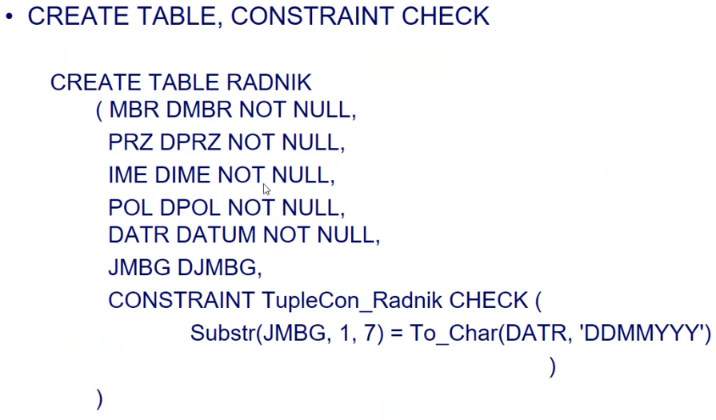 • CREATE TABLE, CONSTRAINT CHECK
CREATE TABLE RADNIK
( MBR DMBR NOT NULL,
PRZ DPRZ NOT NULL,
IME DIME NOT NULL,
POL DPOL NOT NULL,
DATR DATUM NOT NULL,
JMBG DJMBG,
CONSTRAINT TupleCon_Radnik CHECK (
Substr(JMBG, 1, 7) = To_Char(DATR, 'DDMMYYY')
)
)